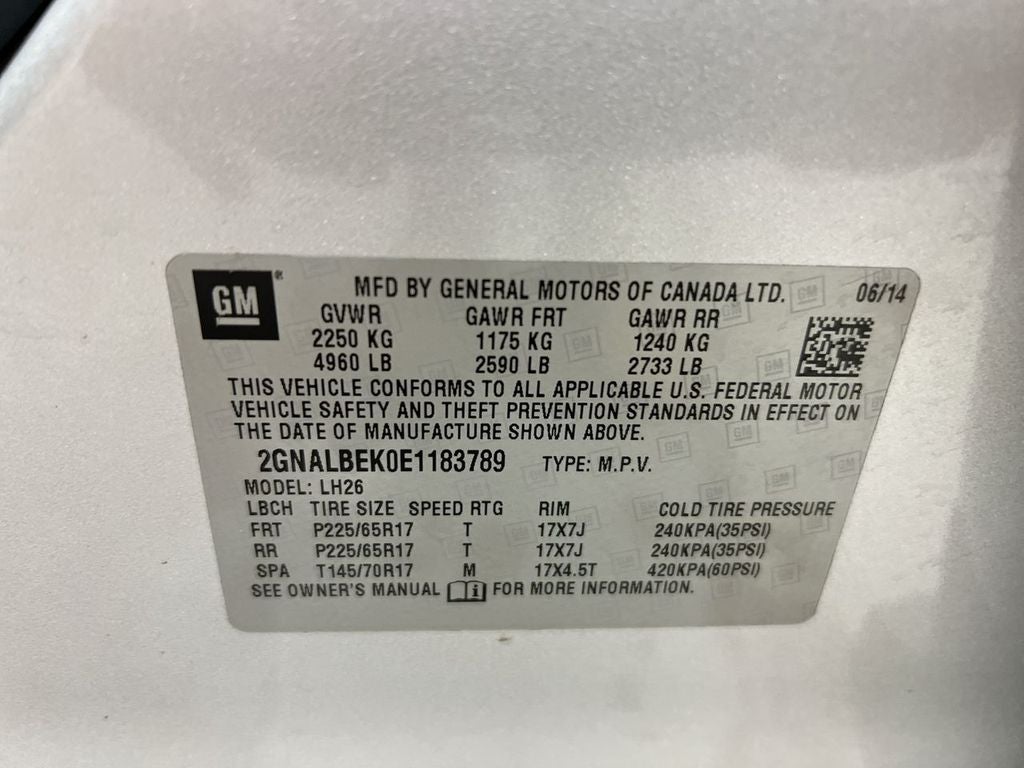 GM ®
MFD BY GENERAL MOTORS OF CANADA LTD. 06/14
GVWR GAWR FRT GAWR RR
2250 KG 1175 KG 1240 KG
4960 LB 2590 LB 2733 LB
THIS VEHICLE CONFORMS TO ALL APPLICABLE U.S. FEDERAL MOTOR
VEHICLE SAFETY AND THEFT PREVENTION STANDARDS IN EFFECT ON
THE DATE OF MANUFACTURE SHOWN ABOVE.
2GNALBEK0E1183789 TYPE: M.P.V.
MODEL: LH26
LBCH TIRE SIZE SPEED RTG RIM COLD TIRE PRESSURE
FRT P225/65R17 T 17X7J 240KPA(35PSI)
RR P225/65R17 T 17X7J 240KPA(35PSI)
SPA T145/70R17 M 17X4.5T 420KPA(60PSI)
SEE OWNER'S MANUAL i FOR MORE INFORMATION.